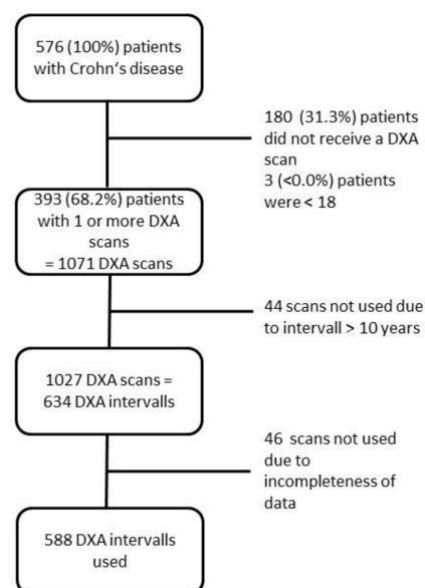 576 (100%) patients
with Crohn‘s disease
180 (31.3%) patients
did not receive a DXA
scan
3 (<0.0%) patients
were < 18
393 (68.2%) patients
with 1 or more DXA
scans
= 1071 DXA scans
44 scans not used due
to intervall > 10 years
1027 DXA scans =
634 DXA intervalls
46 scans not used
due to
incompleteness of
data
588 DXA intervalls
used